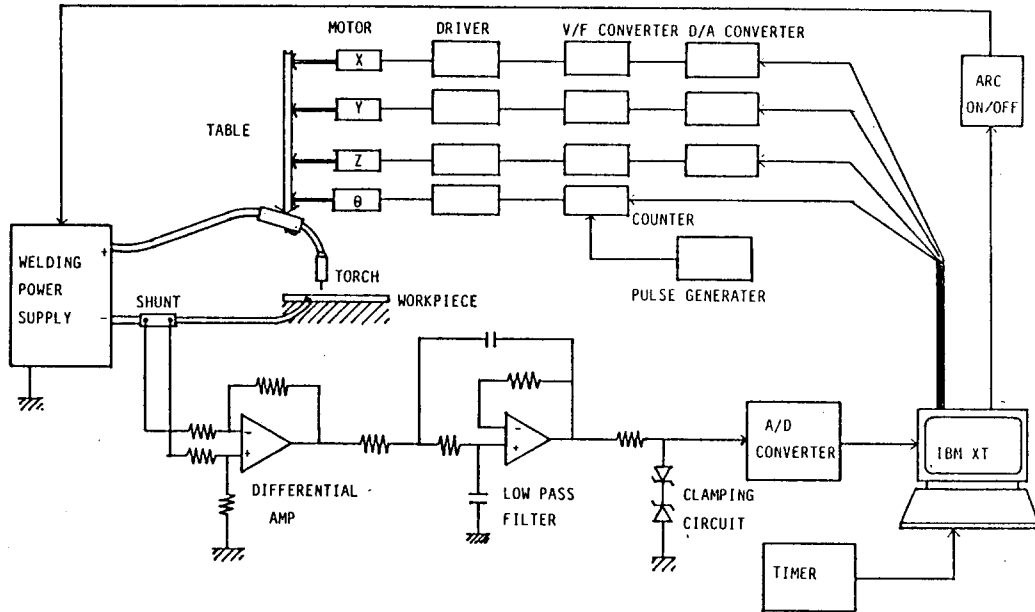 MOTOR DRIVER V/F CONVERTER D/A CONVERTER
X
ARC
ON/OFF
Y
TABLE
Z
θ
COUNTER
+
WELDING
POWER
SUPPLY
-
TORCH
PULSE GENERATER
SHUNT
WORKPIECE
-
+
-
+
A/D
CONVERTER
IBM XT
DIFFERENTIAL
AMP
LOW PASS
FILTER
CLAMPING
CIRCUIT
TIMER